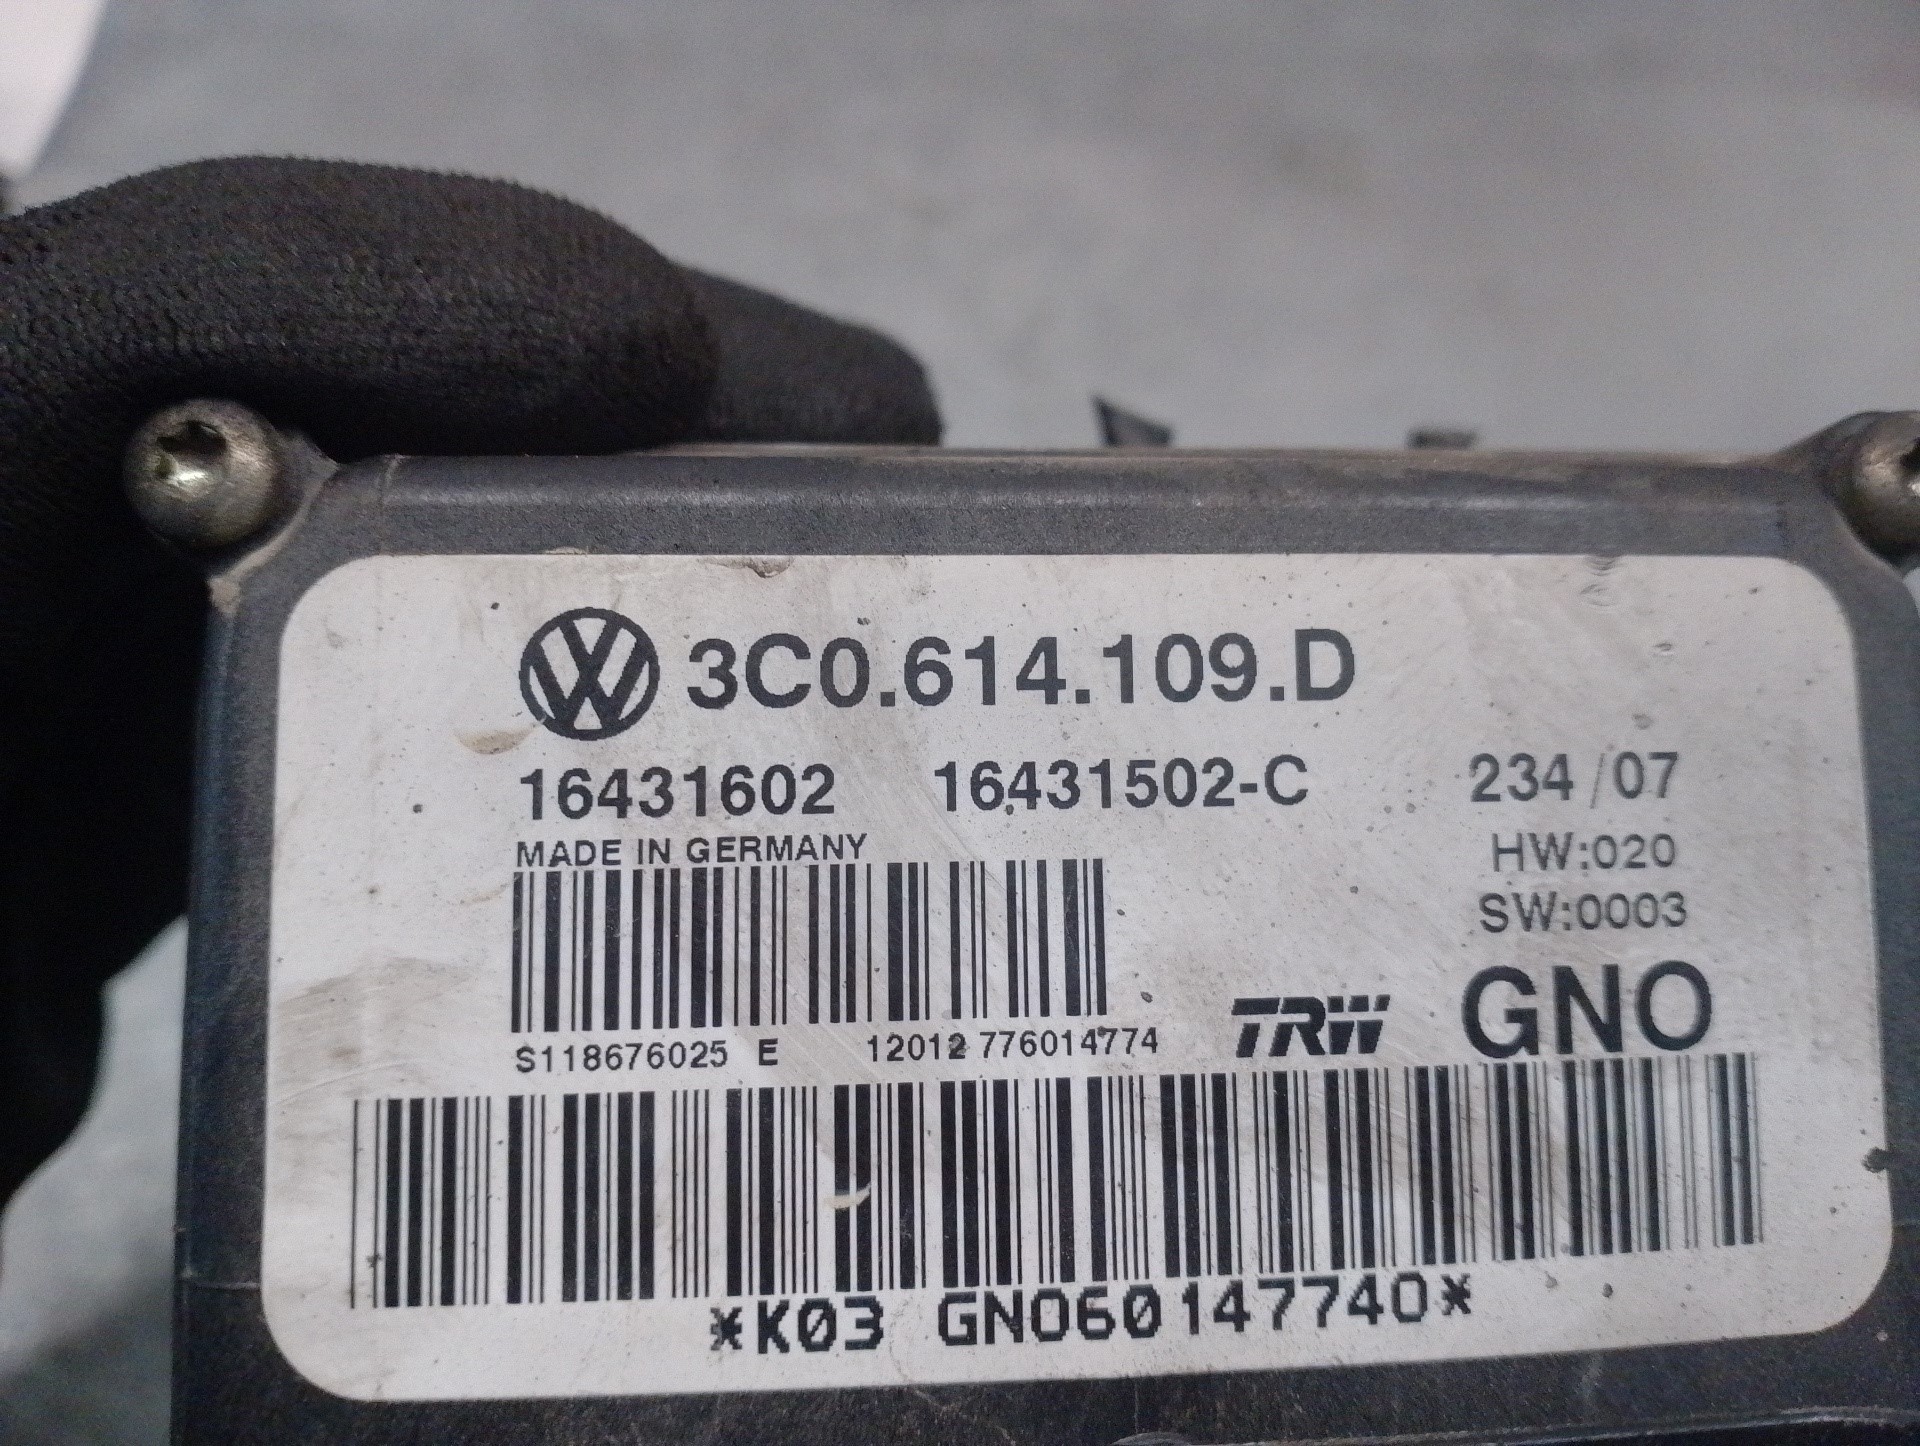 3C0.614.109.D
16431602 16431502-C 234/07
MADE IN GERMANY HW:020
SW:0003
TRW GNO
S118676025 E 12012 776014774
*K03 GNO60147740*